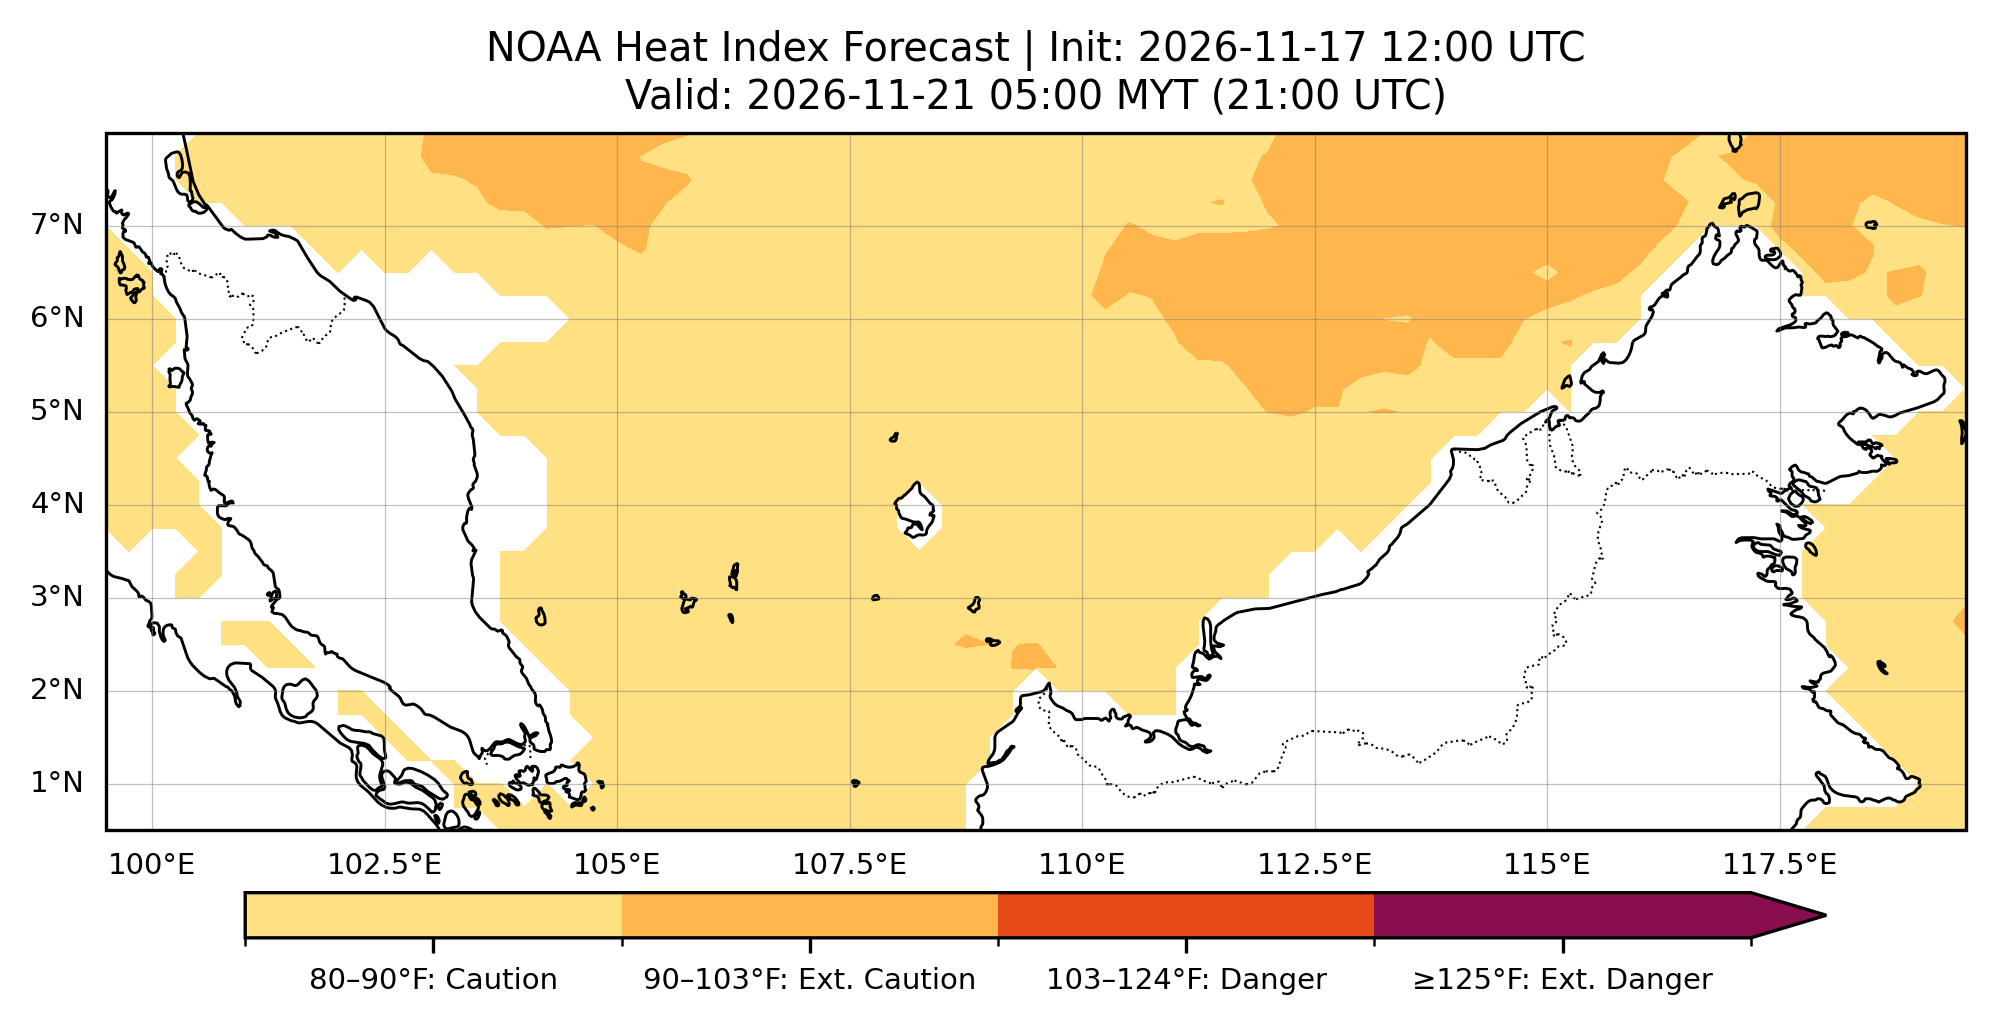 NOAA Heat Index Forecast | Init: 2026-11-17 12:00 UTC
Valid: 2026-11-21 05:00 MYT (21:00 UTC)
7°N
6°N
5°N
4°N
3°N
2°N
1°N
100°E 102.5°E 105°E 107.5°E 110°E 112.5°E 115°E 117.5°E
80–90°F: Caution 90–103°F: Ext. Caution 103–124°F: Danger ≥125°F: Ext. Danger